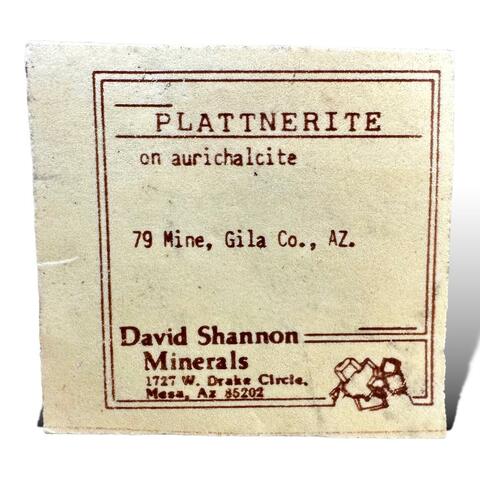 PLATTNERITE
on aurichalcite
79 Mine, Gila Co., AZ.
David Shannon
Minerals
1727 W. Drake Circle,
Mesa, Az 85202